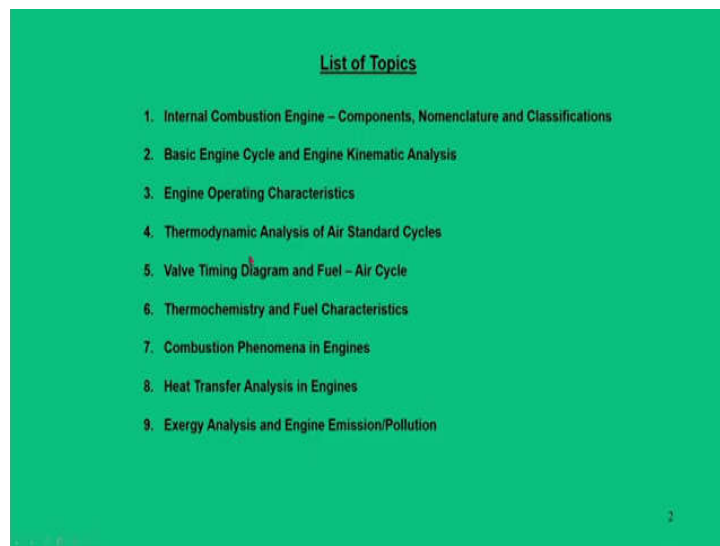 List of Topics
1. Internal Combustion Engine – Components, Nomenclature and Classifications
2. Basic Engine Cycle and Engine Kinematic Analysis
3. Engine Operating Characteristics
4. Thermodynamic Analysis of Air Standard Cycles
5. Valve Timing Diagram and Fuel – Air Cycle
6. Thermochemistry and Fuel Characteristics
7. Combustion Phenomena in Engines
8. Heat Transfer Analysis in Engines
9. Exergy Analysis and Engine Emission/Pollution
2